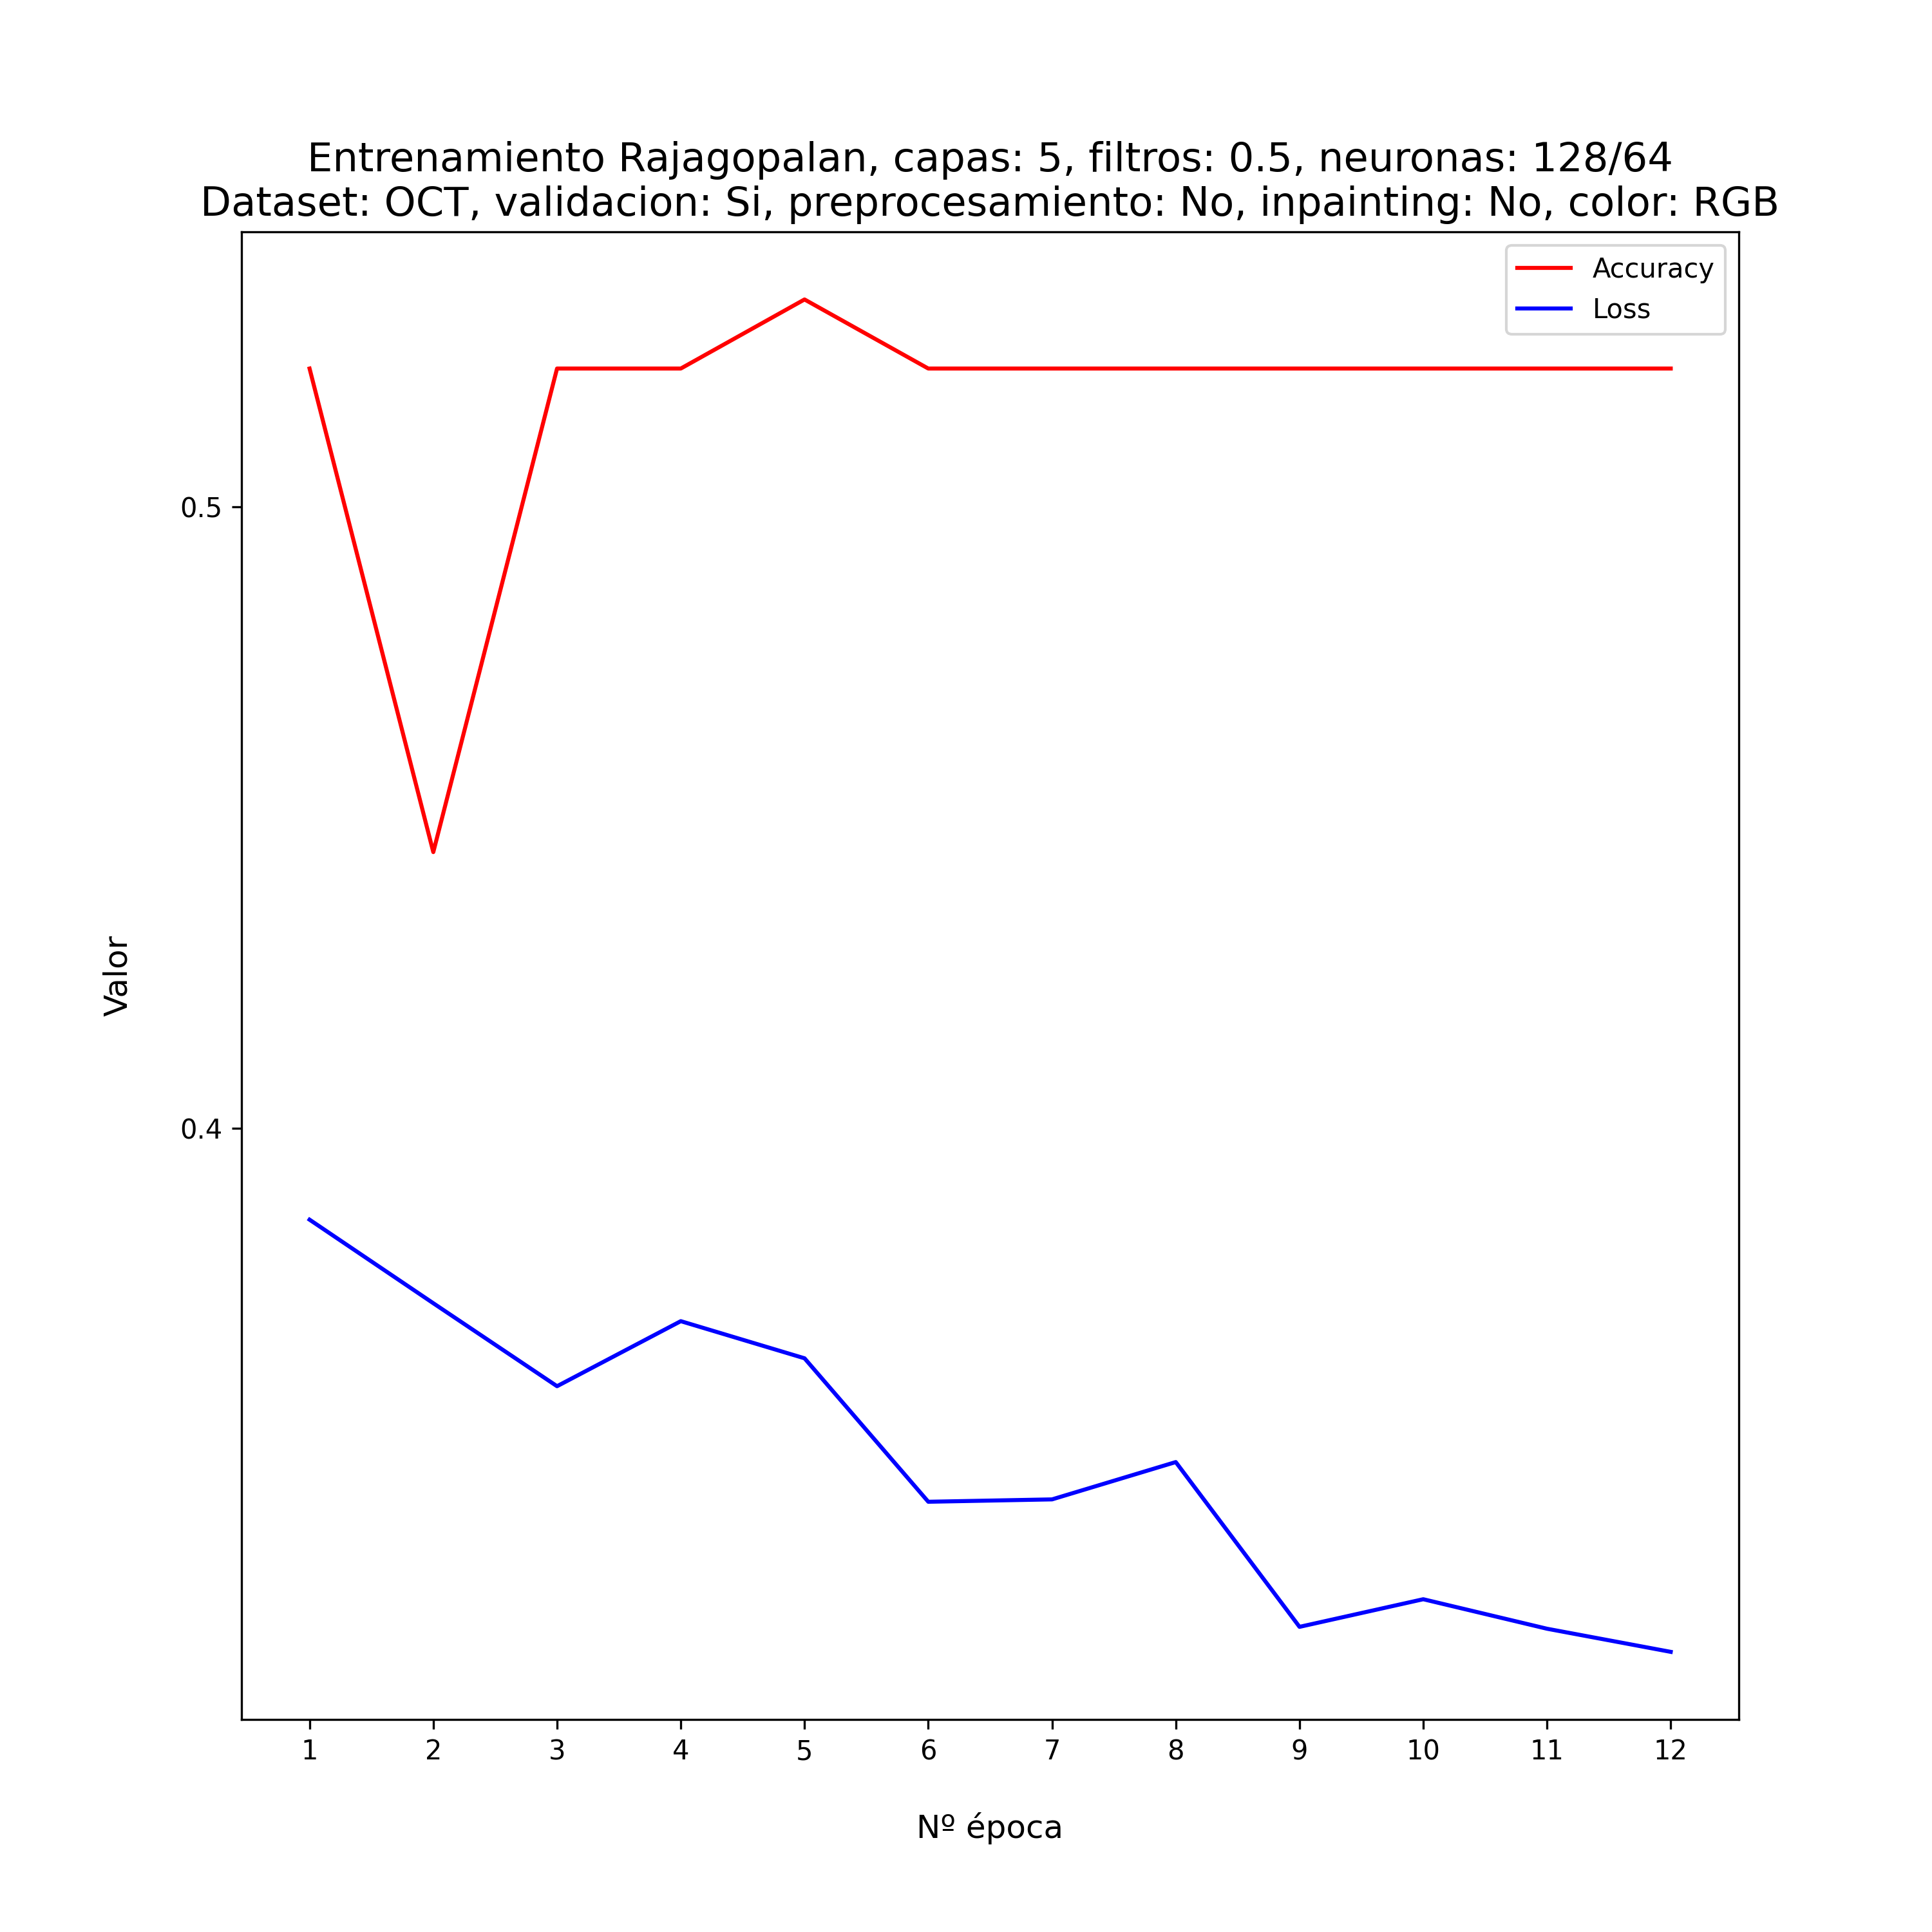 Entrenamiento Rajagopalan, capas: 5, filtros: 0.5, neuronas: 128/64
Dataset: OCT, validacion: Si, preprocesamiento: No, inpainting: No, color: RGB
Accuracy
Loss
0.5
0.4
Valor
1 2 3 4 5 6 7 8 9 10 11 12
Nº época